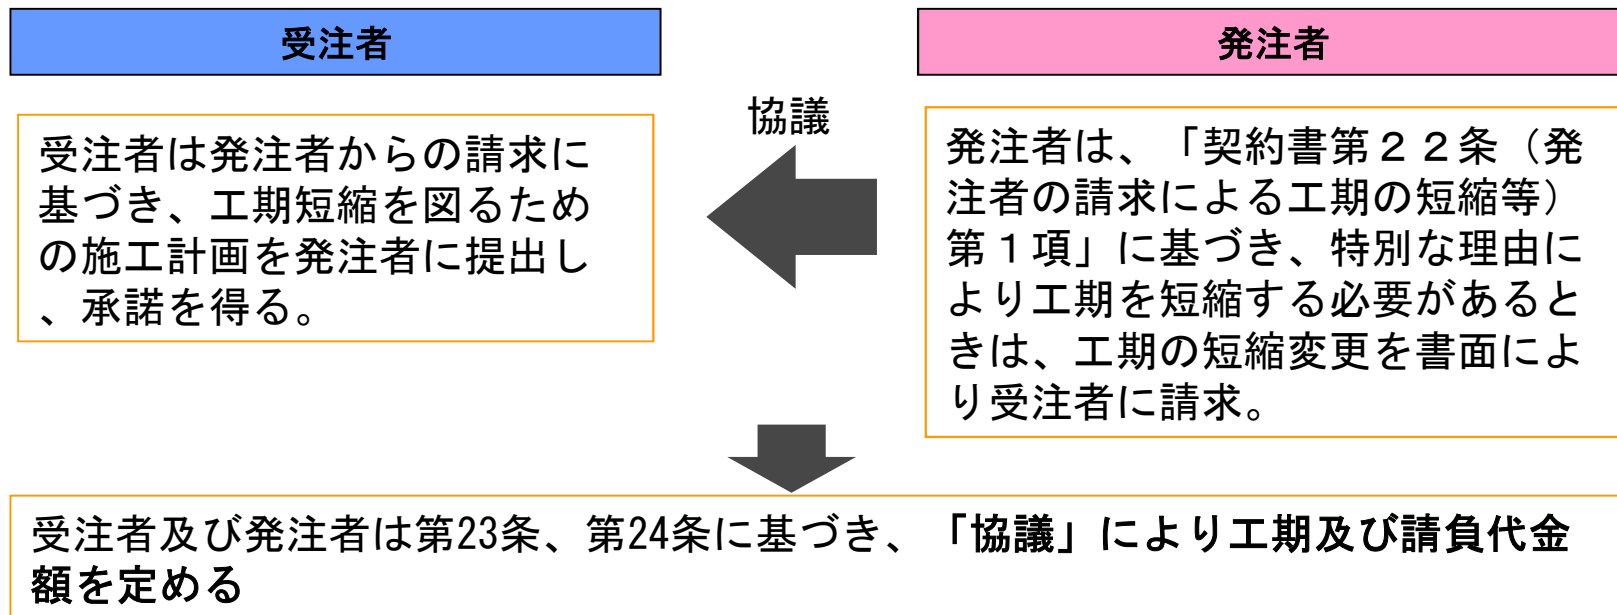 受注者
発注者
協議
受注者は発注者からの請求に
基づき、工期短縮を図るため
の施工計画を発注者に提出し
、承諾を得る。
発注者は、「契約書第２２条（発
注者の請求による工期の短縮等）
第１項」に基づき、特別な理由に
より工期を短縮する必要があると
きは、工期の短縮変更を書面によ
り受注者に請求。
受注者及び発注者は第23条、第24条に基づき、「協議」により工期及び請負代金
額を定める